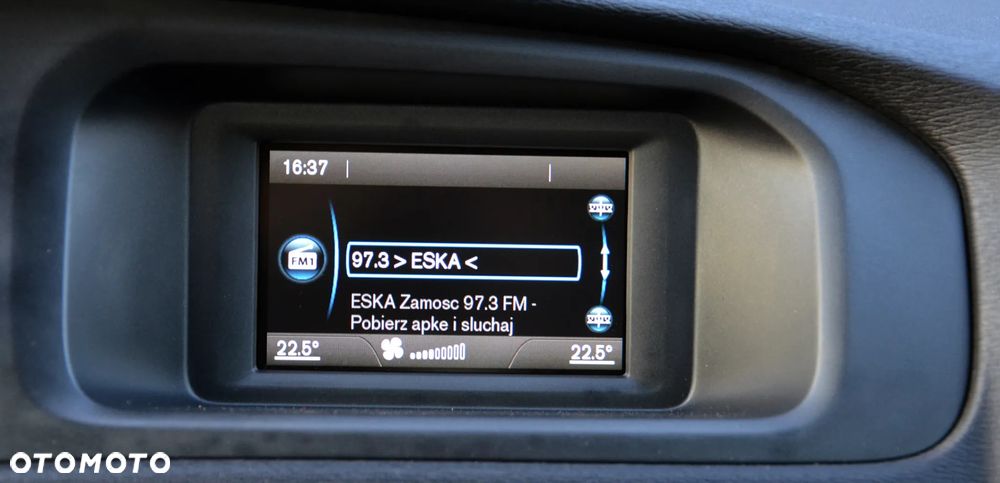 16:37
FM1
97.3 > ESKA <
ESKA Zamosc 97.3 FM -
Pobierz apke i sluchaj
22.5°
22.5°
OTOMOTO